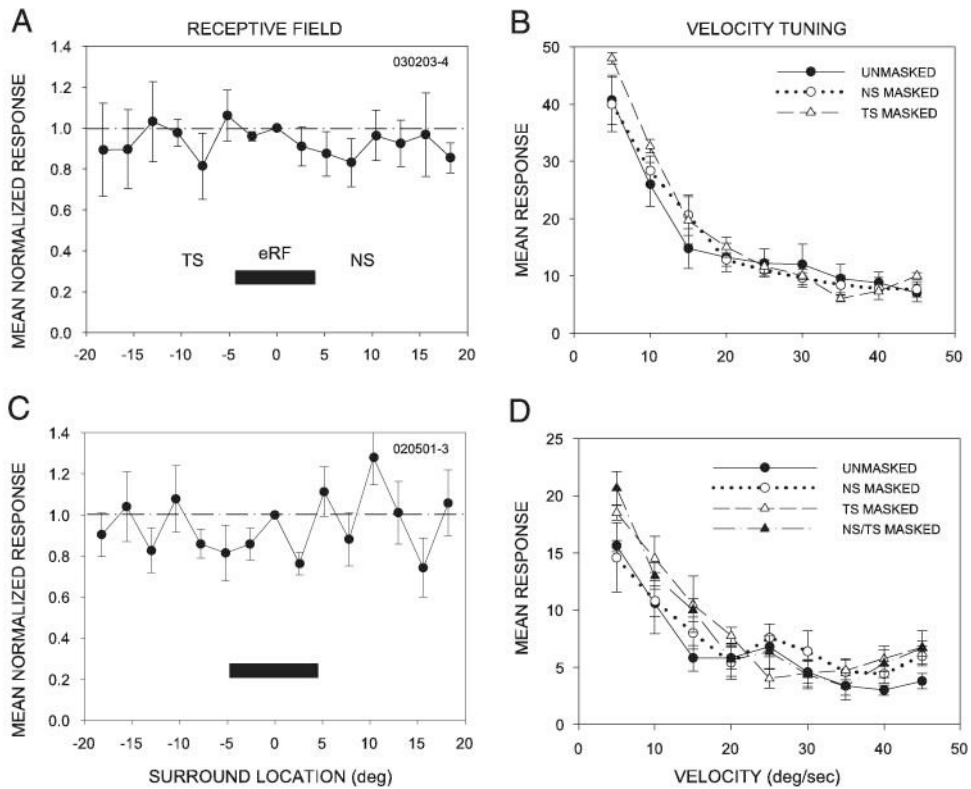 A
RECEPTIVE FIELD
030203-4
MEAN NORMALIZED RESPONSE
1.4
1.2
1.0
0.8
0.6
0.4
0.2
0.0
TS
eRF
NS
-20 -15 -10 -5 0 5 10 15 20
B
VELOCITY TUNING
MEAN RESPONSE
50
40
30
20
10
0
UNMASKED
NS MASKED
TS MASKED
0 10 20 30 40 50
C
020501-3
MEAN NORMALIZED RESPONSE
1.4
1.2
1.0
0.8
0.6
0.4
0.2
0.0
-20 -15 -10 -5 0 5 10 15 20
SURROUND LOCATION (deg)
D
MEAN RESPONSE
25
20
15
10
5
0
UNMASKED
NS MASKED
TS MASKED
NS/TS MASKED
0 10 20 30 40 50
VELOCITY (deg/sec)